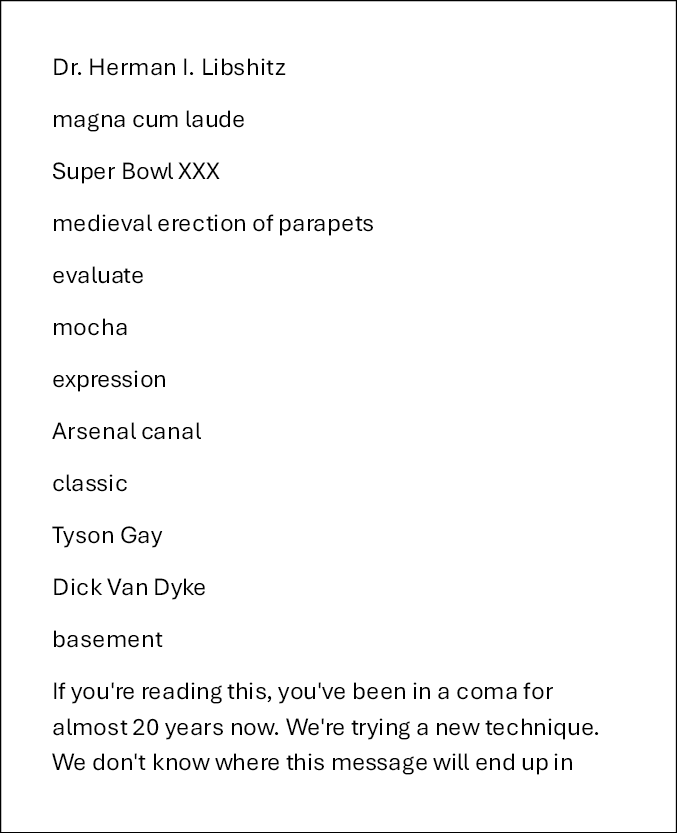 Dr. Herman I. Libshitz
magna cum laude
Super Bowl XXX
medieval erection of parapets
evaluate
mocha
expression
Arsenal canal
classic
Tyson Gay
Dick Van Dyke
basement
If you're reading this, you've been in a coma for
almost 20 years now. We're trying a new technique.
We don't know where this message will end up in